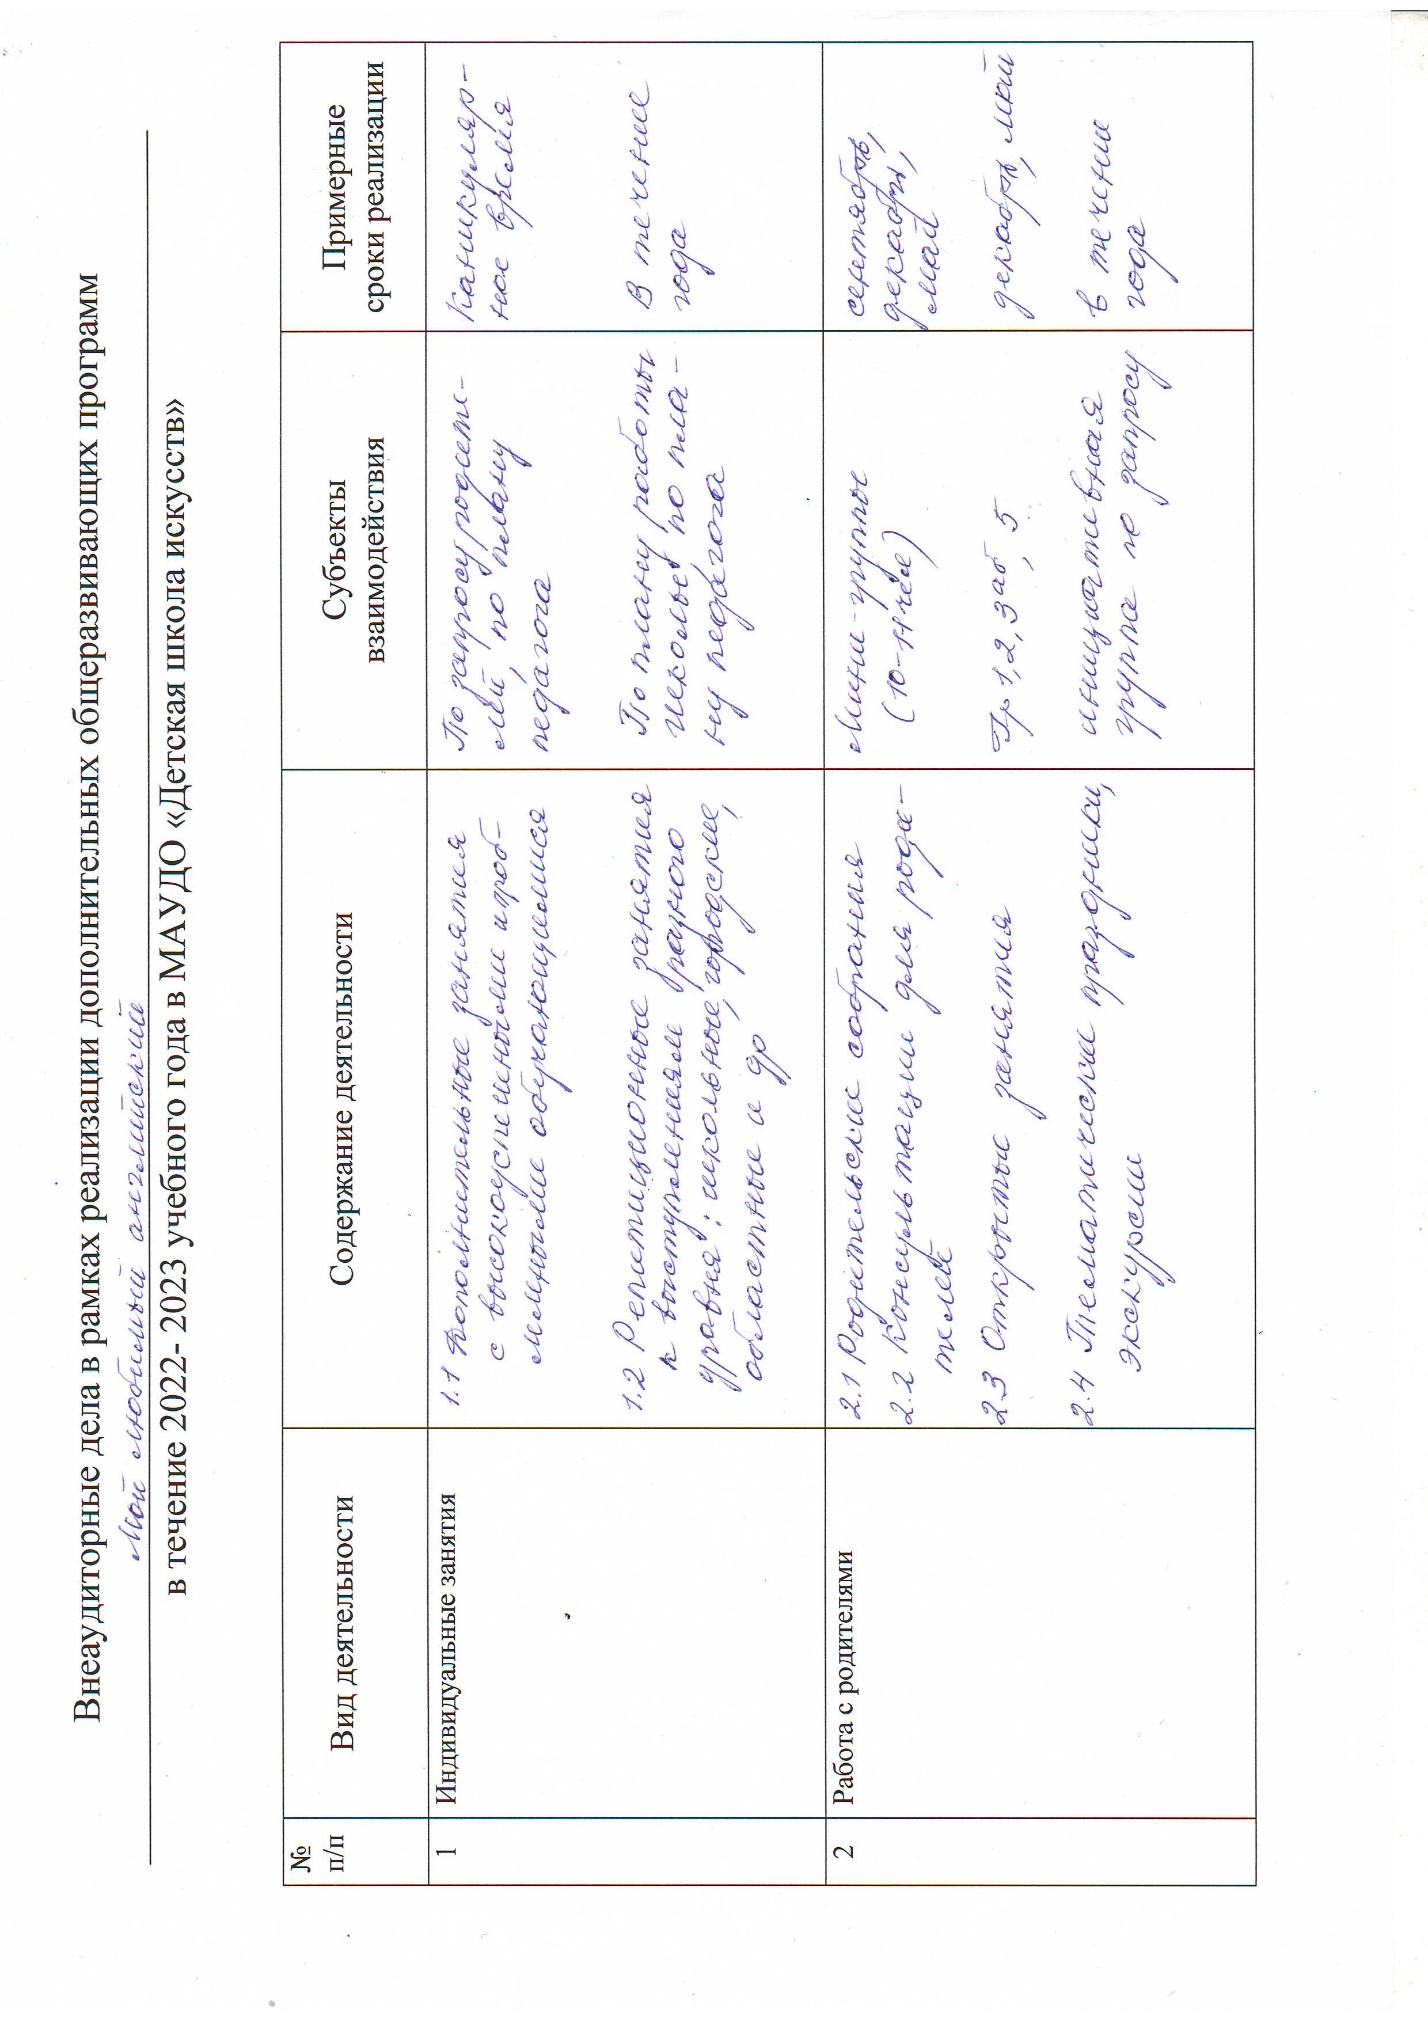 Внеаудиторные дела в рамках реализации дополнительных общеразвивающих программ
Мой любимый английский
в течение 2022- 2023 учебного года в МАУДО «Детская школа искусств»
№
п/п
Вид деятельности
Содержание деятельности
Субъекты
взаимодействия
Примерные
сроки реализации
1
Индивидуальные занятия
1.1 Дополнительные занятия
с высокоуспешными и проб-
лемными обучающимися
По запросу родите-
лей, по плану
педагога
Каникуляр-
ное время
1.2 Репетиционные занятия
к выступлениям разного
уровня: школьные, городские,
областные и др
По плану работы
школы, по пла-
ну педагога
В течение
года
2
Работа с родителями
2.1 Родительские собрания
2.2 Консультации для роди-
телей
Мини-группы
(10-11 чел)
сентябрь,
декабрь,
май
2.3 Открытые занятия
Гр 1,2,3аб, 5
декабрь, май
2.4 Тематически праздники,
экскурсии
инициативная
группа по запросу
в течении
года